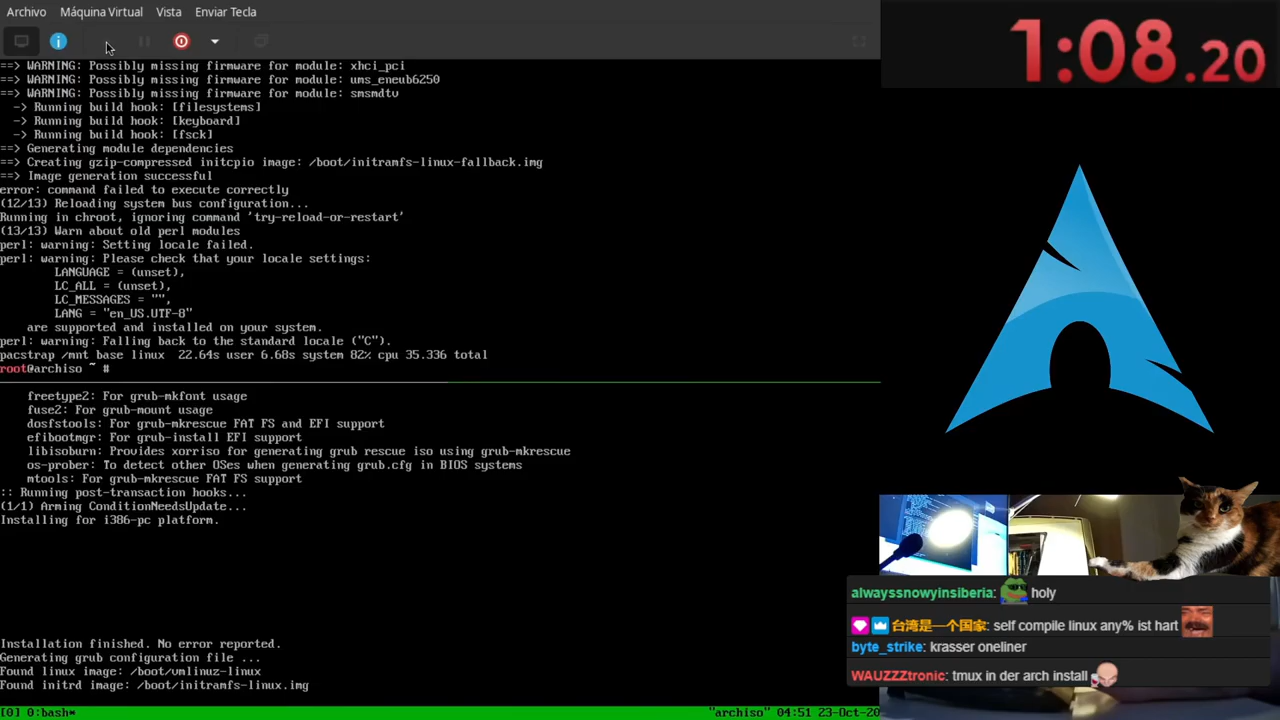 Archivo Máquina Virtual Vista Enviar Tecla
1:08.20
==> WARNING: Possibly missing firmware for module: xhci_pci
==> WARNING: Possibly missing firmware for module: ums_eneub6250
==> WARNING: Possibly missing firmware for module: smsmdtv
-> Running build hook: [filesystems]
-> Running build hook: [keyboard]
-> Running build hook: [fsck]
==> Generating module dependencies
==> Creating gzip-compressed initcpio image: /boot/initramfs-linux-fallback.img
==> Image generation successful
error: command failed to execute correctly
(12/13) Reloading system bus configuration...
Running in chroot, ignoring command 'try-reload-or-restart'
(13/13) Warn about old perl modules
perl: warning: Setting locale failed.
perl: warning: Please check that your locale settings:
LANGUAGE = (unset),
LC_ALL = (unset),
LC_MESSAGES = "",
LANG = "en_US.UTF-8"
are supported and installed on your system.
perl: warning: Falling back to the standard locale ("C").
pacstrap /mnt base linux 22.64s user 6.68s system 82% cpu 35.336 total
root@archiso ~ #
freetype2: For grub-mkfont usage
fuse2: For grub-mount usage
dosfstools: For grub-mkrescue FAT FS and EFI support
efibootmgr: For grub-install EFI support
libisoburn: Provides xorriso for generating grub rescue iso using grub-mkrescue
os-prober: To detect other OSes when generating grub.cfg in BIOS systems
mtools: For grub-mkrescue FAT FS support
:: Running post-transaction hooks...
(1/1) Arming ConditionNeedsUpdate...
Installing for i386-pc platform.
Installation finished. No error reported.
Generating grub configuration file ...
Found linux image: /boot/vmlinuz-linux
Found initrd image: /boot/initramfs-linux.img
[0] 0:bash* "archiso" 04:51 23-Oct-20
alwayssnowyinsiberia: holy
台湾是一个国家: self compile linux any% ist hart
byte_strike: krasser oneliner
WAUZZZtronic: tmux in der arch install